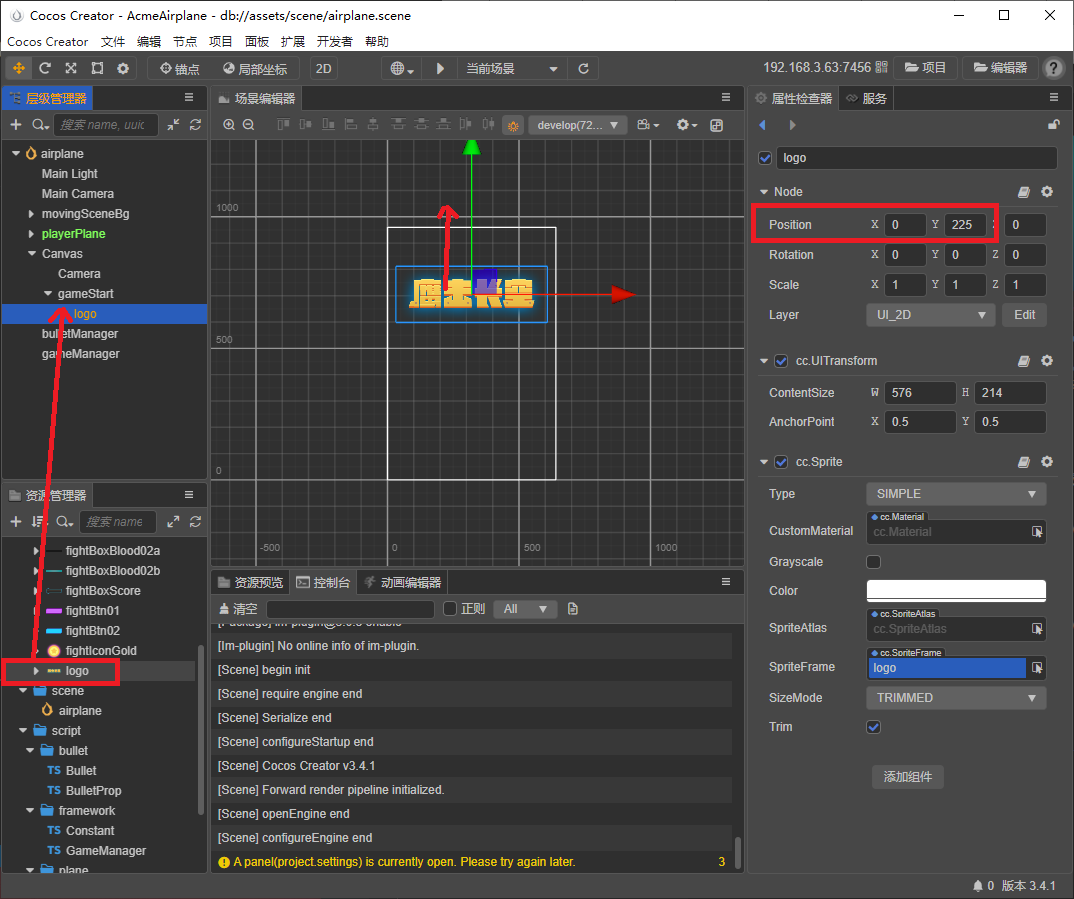 Cocos Creator - AcmeAirplane - db://assets/scene/airplane.scene
Cocos Creator 文件 编辑 节点 项目 面板 扩展 开发者 帮助
锚点 局部坐标 2D 当前场景 192.168.3.63:7456 项目 编辑器 ?
层级管理器
搜索 name, uuic
airplane
Main Light
Main Camera
movingSceneBg
playerPlane
Canvas
Camera
gameStart
logo
bulletManager
gameManager
资源管理器
搜索 name
fightBoxBlood02a
fightBoxBlood02b
fightBoxScore
fightBtn01
fightBtn02
fightIconGold
logo
scene
airplane
script
bullet
TS Bullet
TS BulletProp
framework
TS Constant
TS GameManager
plane
场景编辑器
develop(72...
1000
500
0
-500 0 500 1000
资源预览 控制台 动画编辑器
清空 正则 All
[Im-plugin] No online info of im-plugin.
[Scene] begin init
[Scene] require engine end
[Scene] Serialize end
[Scene] configureStartup end
[Scene] Cocos Creator v3.4.1
[Scene] Forward render pipeline initialized.
[Scene] openEngine end
[Scene] configureEngine end
A panel(project.settings) is currently open. Please try again later. 3
属性检查器 服务
logo
Node
Position X 0 Y 225 0
Rotation X 0 Y 0 Z 0
Scale X 1 Y 1 Z 1
Layer UI_2D Edit
cc.UITransform
ContentSize W 576 H 214
AnchorPoint X 0.5 Y 0.5
cc.Sprite
Type SIMPLE
cc.Material
CustomMaterial cc.Material
Grayscale
Color
cc.SpriteAtlas
SpriteAtlas cc.SpriteAtlas
cc.SpriteFrame
SpriteFrame logo
SizeMode TRIMMED
Trim
添加组件
0 版本 3.4.1